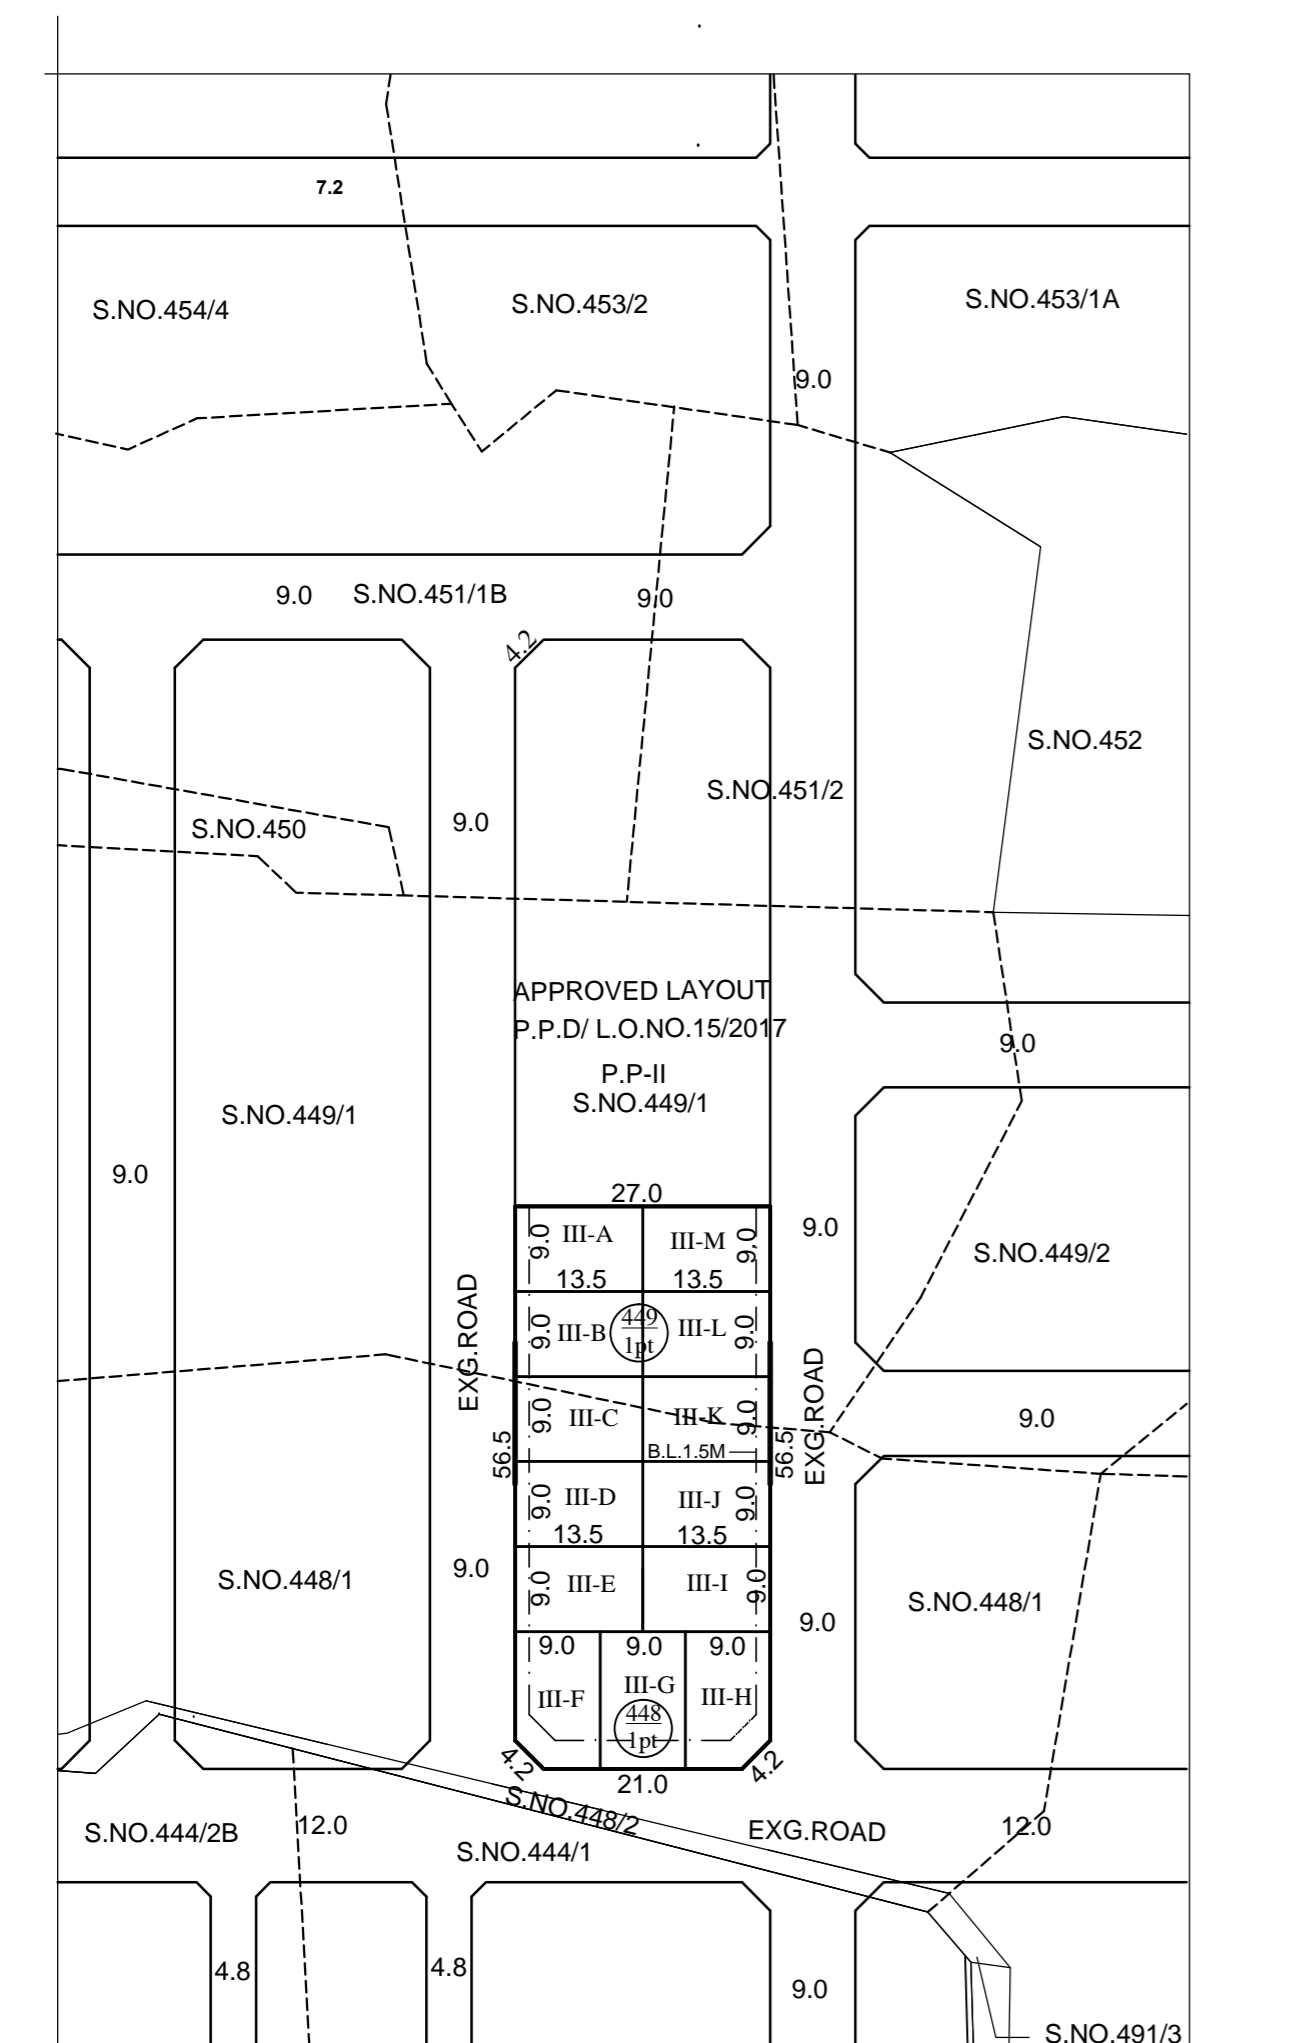 7.2
S.NO.454/4
S.NO.453/2
S.NO.453/1A
9.0
9.0
S.NO.451/1B
9.0
4.2
S.NO.452
S.NO.451/2
S.NO.450
9.0
APPROVED LAYOUT
P.P.D/ L.O.NO.15/2017
P.P-II
S.NO.449/1
9.0
S.NO.449/1
9.0
27.0
9.0
III-A
III-M
9.0
9.0
S.NO.449/2
13.5
13.5
EXG.ROAD
9.0
III-B
449
1pt
III-L
9.0
EXG.ROAD
9.0
III-C
III-K
9.0
9.0
56.5
B.L.1.5M
56.5
9.0
III-D
III-J
9.0
13.5
13.5
9.0
S.NO.448/1
9.0
III-E
III-I
9.0
S.NO.448/1
9.0
9.0
9.0
9.0
III-F
III-G
III-H
448
1pt
4.2
21.0
4.2
S.NO.448/2
S.NO.444/2B
12.0
S.NO.444/1
EXG.ROAD
12.0
4.8
4.8
9.0
S.NO.491/3